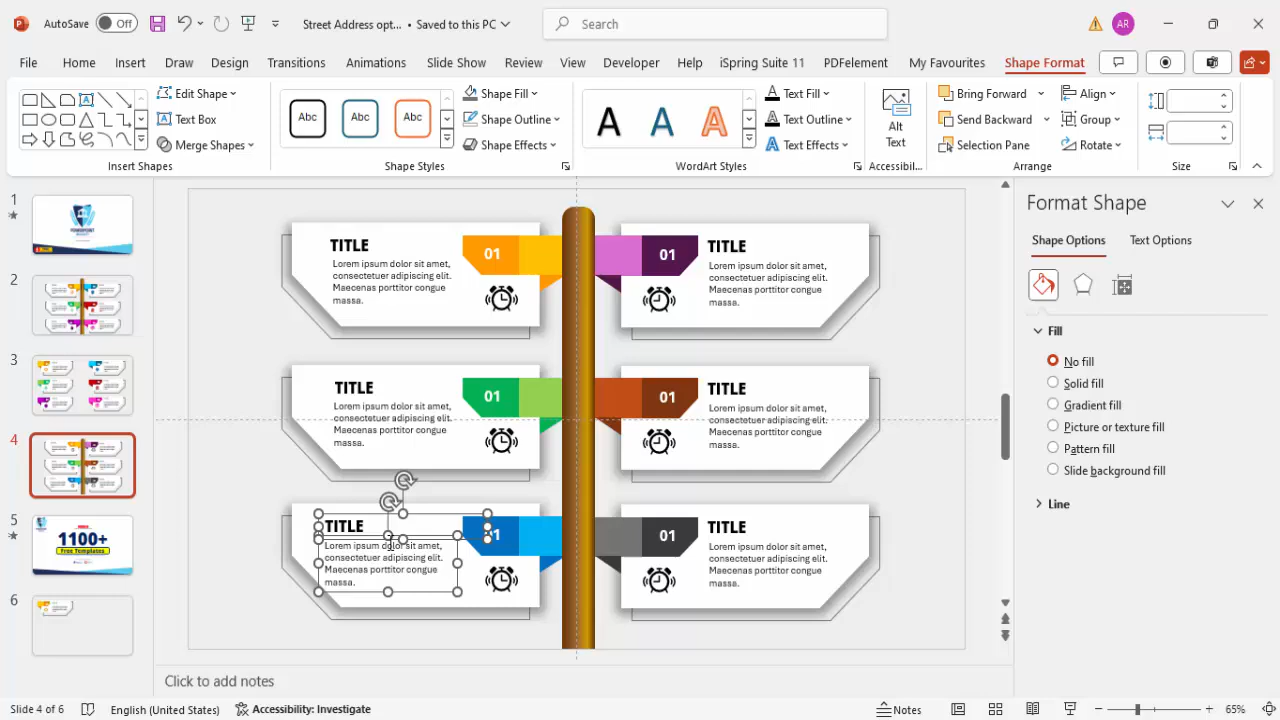 AutoSave
Off
Street Address opt... • Saved to this PC
Search
AR
File
Home
Insert
Draw
Design
Transitions
Animations
Slide Show
Review
View
Developer
Help
iSpring Suite 11
PDFelement
My Favourites
Shape Format
Edit Shape
Text Box
Merge Shapes
Insert Shapes
Abc
Abc
Abc
Shape Fill
Shape Outline
Shape Effects
Shape Styles
A
A
A
Text Fill
Text Outline
Text Effects
WordArt Styles
Alt
Text
Accessibil...
Bring Forward
Send Backward
Selection Pane
Align
Group
Rotate
Arrange
Size
1
2
3
4
5
1100+
Free Templates
6
TITLE
Lorem ipsum dolor sit amet,
consectetuer adipiscing elit.
Maecenas porttitor congue
massa.
01
01
TITLE
Lorem ipsum dolor sit amet,
consectetuer adipiscing elit.
Maecenas porttitor congue
massa.
TITLE
Lorem ipsum dolor sit amet,
consectetuer adipiscing elit.
Maecenas porttitor congue
massa.
01
01
TITLE
Lorem ipsum dolor sit amet,
consectetuer adipiscing elit.
Maecenas porttitor congue
massa.
TITLE
Lorem ipsum dolor sit amet,
consectetuer adipiscing elit.
Maecenas porttitor congue
massa.
01
01
TITLE
Lorem ipsum dolor sit amet,
consectetuer adipiscing elit.
Maecenas porttitor congue
massa.
Format Shape
Shape Options
Text Options
Fill
No fill
Solid fill
Gradient fill
Picture or texture fill
Pattern fill
Slide background fill
Line
Click to add notes
Slide 4 of 6
English (United States)
Accessibility: Investigate
Notes
65%